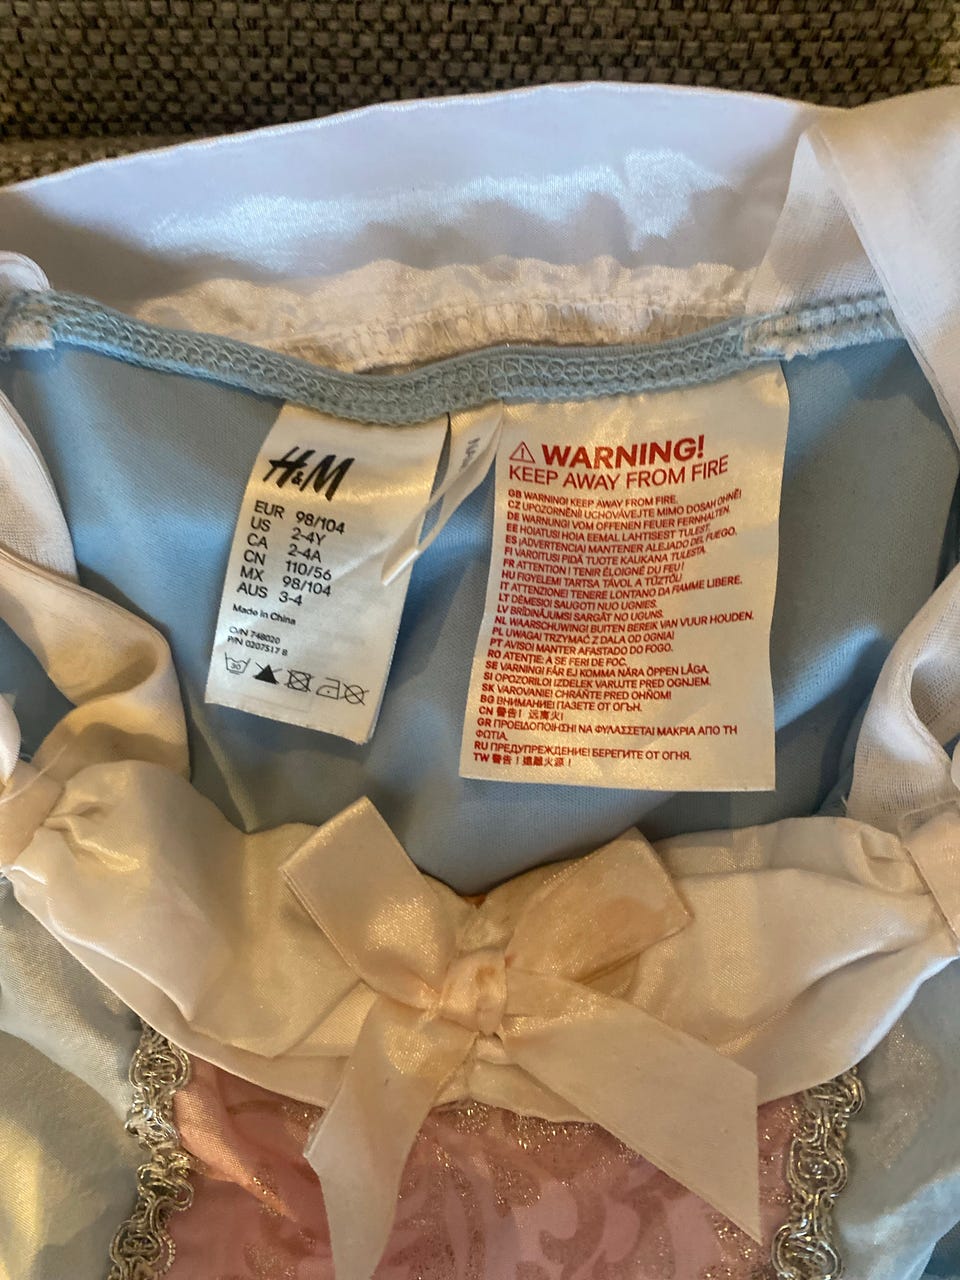 H&M
EUR 98/104
US 2-4Y
CA 2-4A
CN 110/56
MX 98/104
AUS 3-4
Made in China
O/N 748020
P/N 0207517 8
30
WARNING!
KEEP AWAY FROM FIRE
GB WARNING! KEEP AWAY FROM FIRE.
CZ UPOZORNĚNÍ! UCHOVÁVEJTE MIMO DOSAH OHNĚ!
DE WARNUNG! VOM OFFENEN FEUER FERNHALTEN.
EE HOIATUS! HOIA EEMAL LAHTISEST TULEST.
ES ¡ADVERTENCIA! MANTENER ALEJADO DEL FUEGO.
FI VAROITUS! PIDÄ TUOTE KAUKANA TULESTA.
FR ATTENTION ! TENIR ÉLOIGNÉ DU FEU !
HU FIGYELEM! TARTSA TÁVOL A TŰZTŐL!
IT ATTENZIONE! TENERE LONTANO DA FIAMME LIBERE.
LT DĖMESIO! SAUGOTI NUO UGNIES.
LV BRĪDINĀJUMS! SARGĀT NO UGUNS.
NL WAARSCHUWING! BUITEN BEREIK VAN VUUR HOUDEN.
PL UWAGA! TRZYMAĆ Z DALA OD OGNIA!
PT AVISO! MANTER AFASTADO DO FOGO.
RO ATENȚIE: A SE FERI DE FOC.
SE VARNING! FÅR EJ KOMMA NÄRA ÖPPEN LÅGA.
SI OPOZORILO! IZDELEK VARUJTE PRED OGNJEM.
SK VAROVANIE! CHRÁŇTE PRED OHŇOM!
BG ВНИМАНИЕ! ПАЗЕТЕ ОТ ОГЪН.
CN 警告！远离火！
GR ΠΡΟΕΙΔΟΠΟΙΗΣΗ! ΝΑ ΦΥΛΑΣΣΕΤΑΙ ΜΑΚΡΙΑ ΑΠΟ ΤΗ
ΦΩΤΙΑ.
RU ПРЕДУПРЕЖДЕНИЕ! БЕРЕГИТЕ ОТ ОГНЯ.
TW 警告！遠離火源！